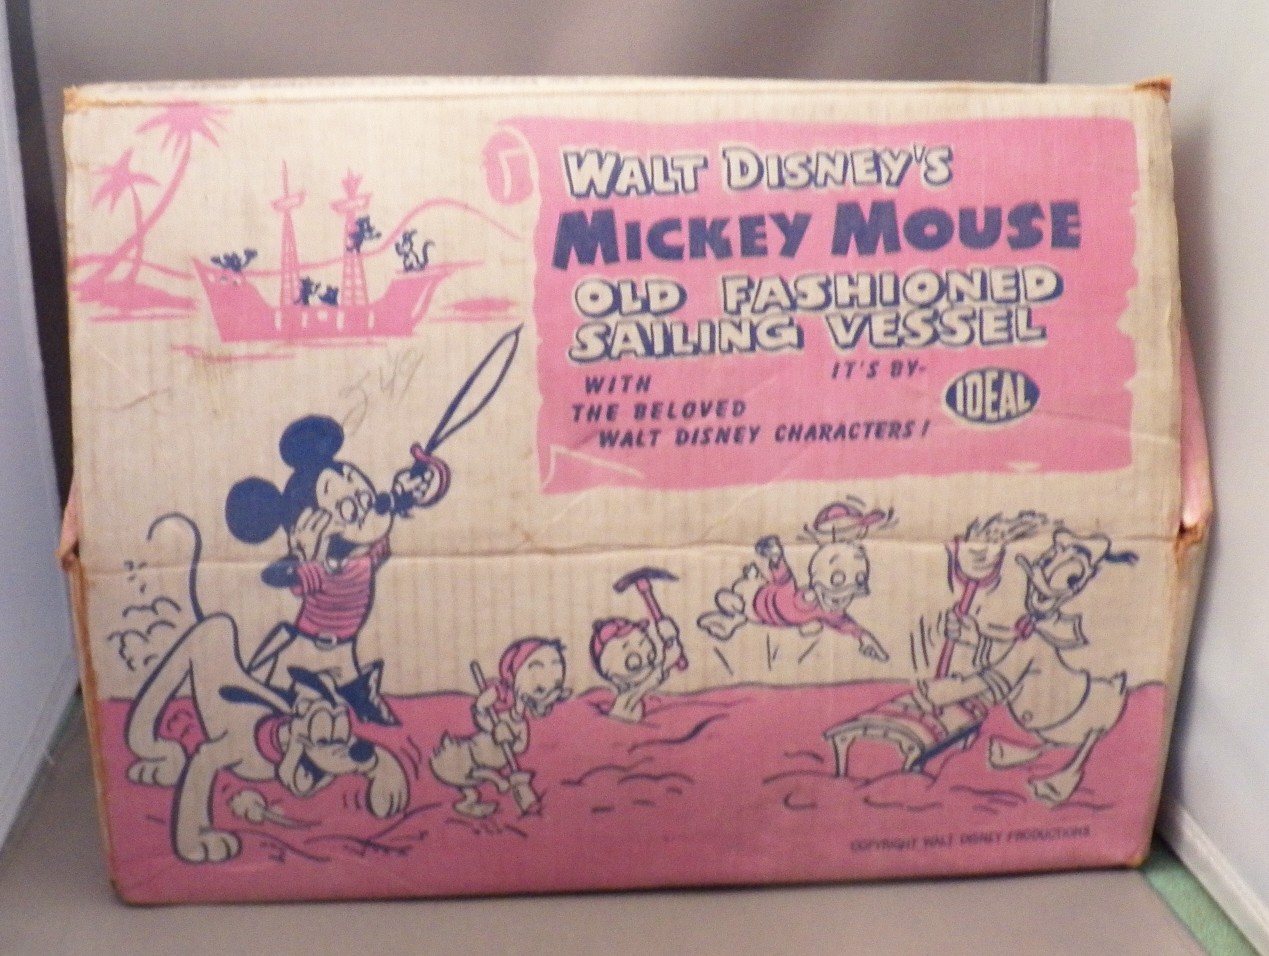 WALT DISNEY'S
MICKEY MOUSE
OLD FASHIONED
SAILING VESSEL
IT'S BY-
IDEAL
WITH
THE BELOVED
WALT DISNEY CHARACTERS!
249
COPYRIGHT WALT DISNEY PRODUCTIONS